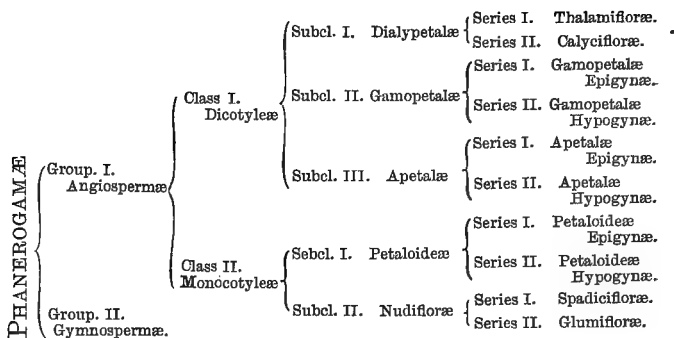 PHANEROGAMÆ
Group. I.
Angiospermæ
Class I.
Dicotyleæ
Subcl. I. Dialypetalæ
Series I. Thalamifloræ.
Series II. Calycifloræ.
Subcl. II. Gamopetalæ
Series I. Gamopetalæ
Epigynæ.
Series II. Gamopetalæ
Hypogynæ.
Subcl. III. Apetalæ
Series I. Apetalæ
Epigynæ.
Series II. Apetalæ
Hypogynæ.
Class II.
Monocotyleæ
Sebcl. I. Petaloideæ
Series I. Petaloideæ
Epigynæ.
Series II. Petaloideæ
Hypogynæ.
Subcl. II. Nudifloræ
Series I. Spadicifloræ.
Series II. Glumifloræ.
Group. II.
Gymnospermæ.